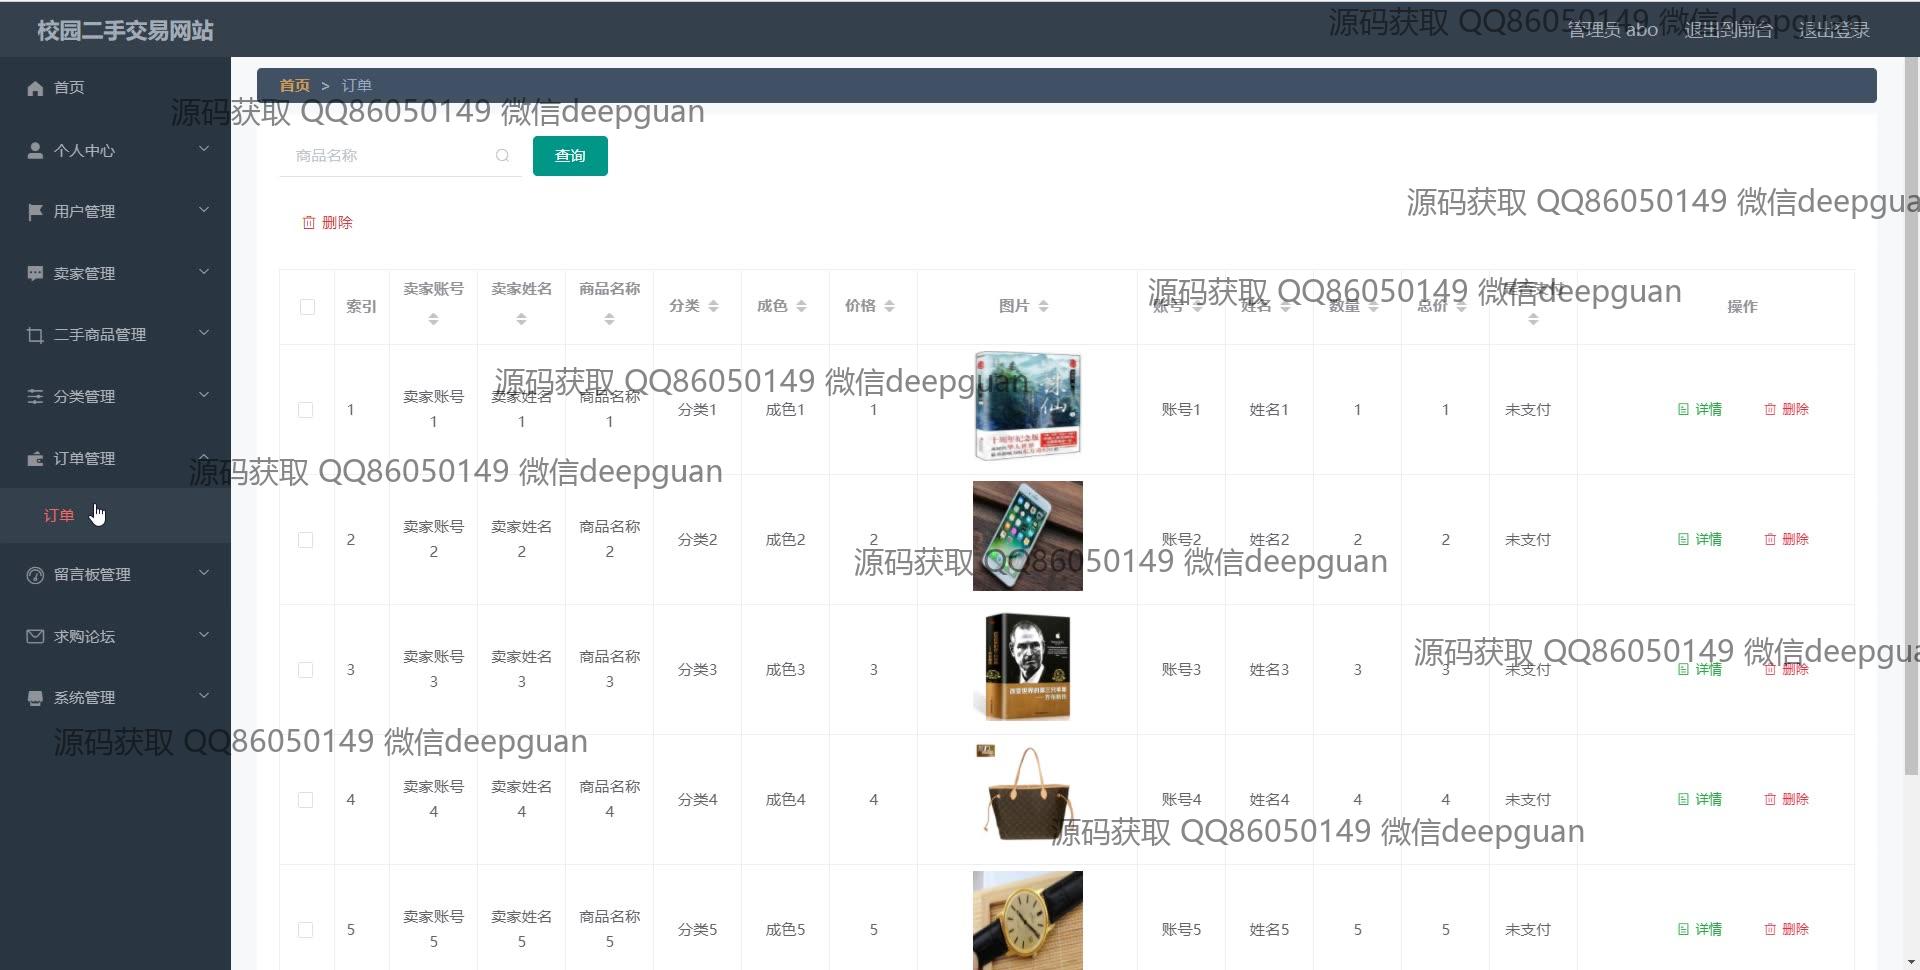 校园二手交易网站
管理员 abo 退出到前台 退出登录
源码获取 QQ86050149 微信deepguan
首页
个人中心
用户管理
卖家管理
二手商品管理
分类管理
订单管理
订单
留言板管理
求购论坛
系统管理
首页 > 订单
源码获取 QQ86050149 微信deepguan
商品名称 查询
源码获取 QQ86050149 微信deepgua
删除
索引 卖家账号 卖家姓名 商品名称 分类 成色 价格 图片 账号 姓名 数量 总价 是否支付 操作
源码获取 QQ86050149 微信deepguan
1 卖家账号1 卖家姓名1 商品名称1 分类1 成色1 1 账号1 姓名1 1 1 未支付 详情 删除
源码获取 QQ86050149 微信deepguan
源码获取 QQ86050149 微信deepguan
2 卖家账号2 卖家姓名2 商品名称2 分类2 成色2 2 账号2 姓名2 2 2 未支付 详情 删除
源码获取 QQ86050149 微信deepguan
3 卖家账号3 卖家姓名3 商品名称3 分类3 成色3 3 账号3 姓名3 3 3 未支付 详情 删除
源码获取 QQ86050149 微信deepgua
源码获取 QQ86050149 微信deepguan
4 卖家账号4 卖家姓名4 商品名称4 分类4 成色4 4 账号4 姓名4 4 4 未支付 详情 删除
源码获取 QQ86050149 微信deepguan
5 卖家账号5 卖家姓名5 商品名称5 分类5 成色5 5 账号5 姓名5 5 5 未支付 详情 删除